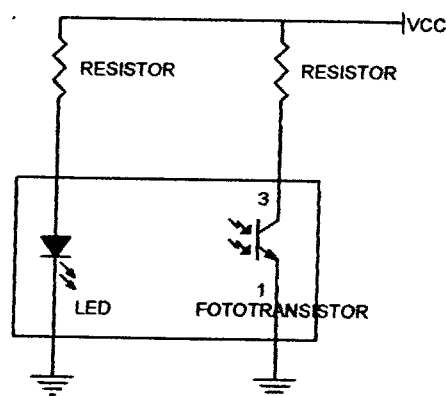 VCC
RESISTOR
RESISTOR
3
1
LED
FOTOTRANSISTOR